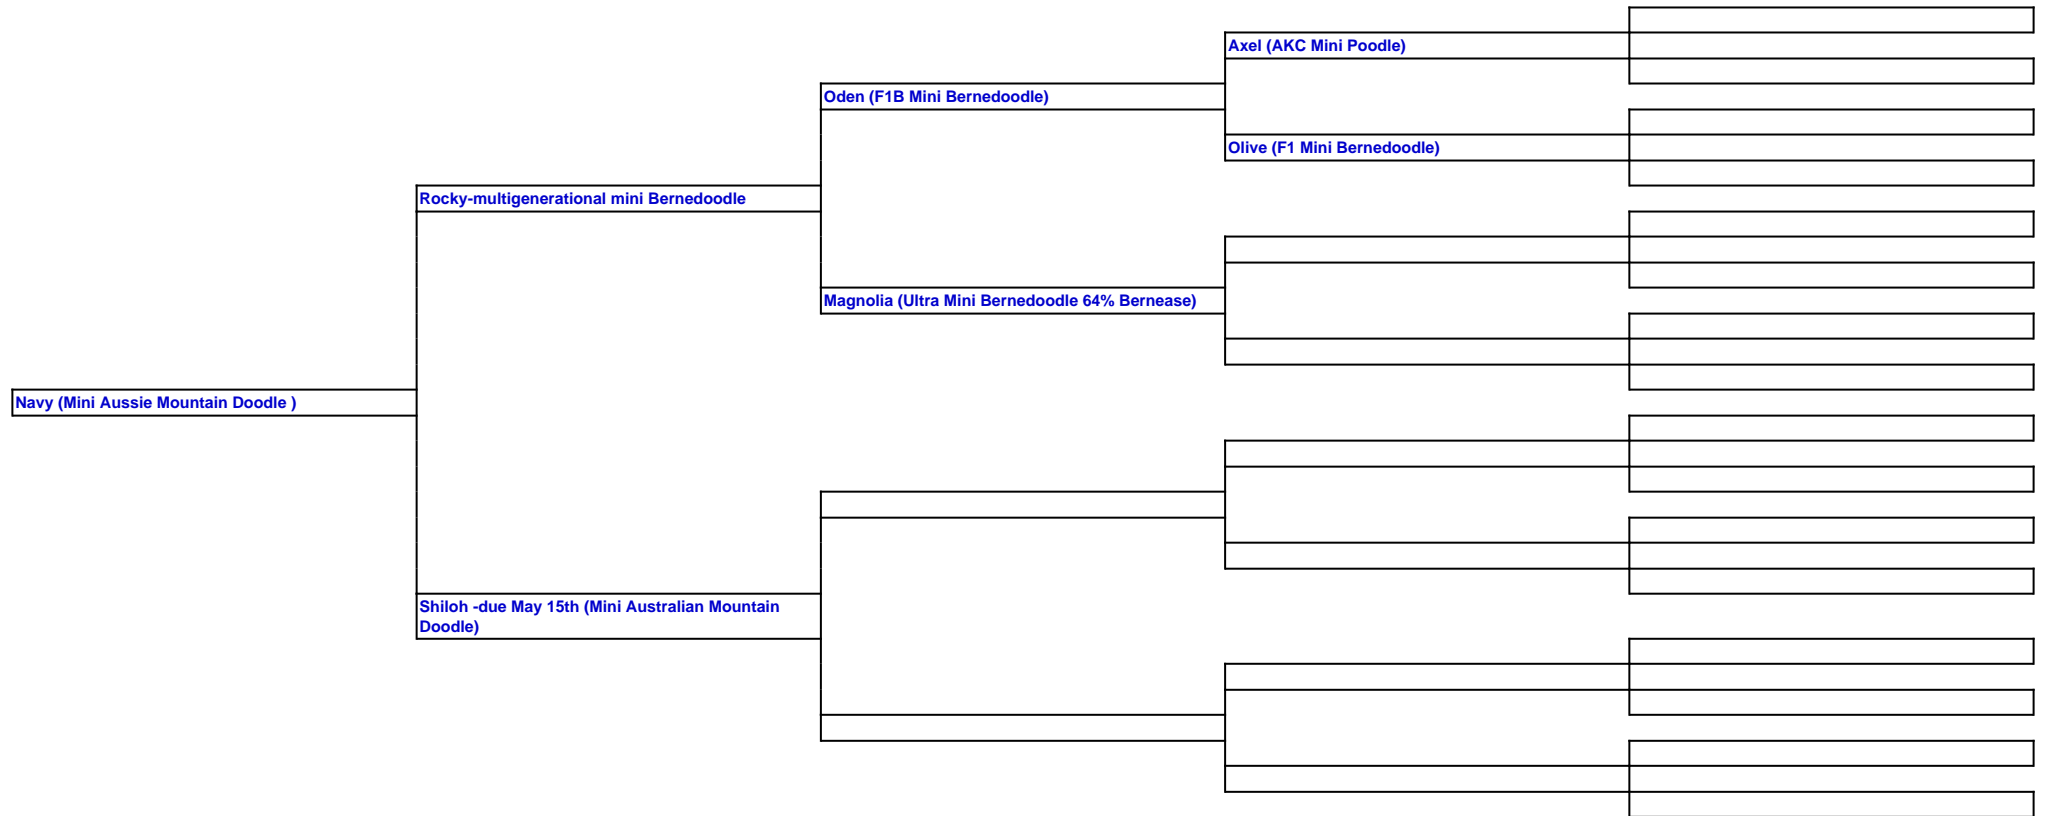 Axel (AKC Mini Poodle)
Oden (F1B Mini Bernedoodle)
Olive (F1 Mini Bernedoodle)
Rocky-multigenerational mini Bernedoodle
Magnolia (Ultra Mini Bernedoodle 64% Bernease)
Navy (Mini Aussie Mountain Doodle )
Shiloh -due May 15th (Mini Australian Mountain
Doodle)